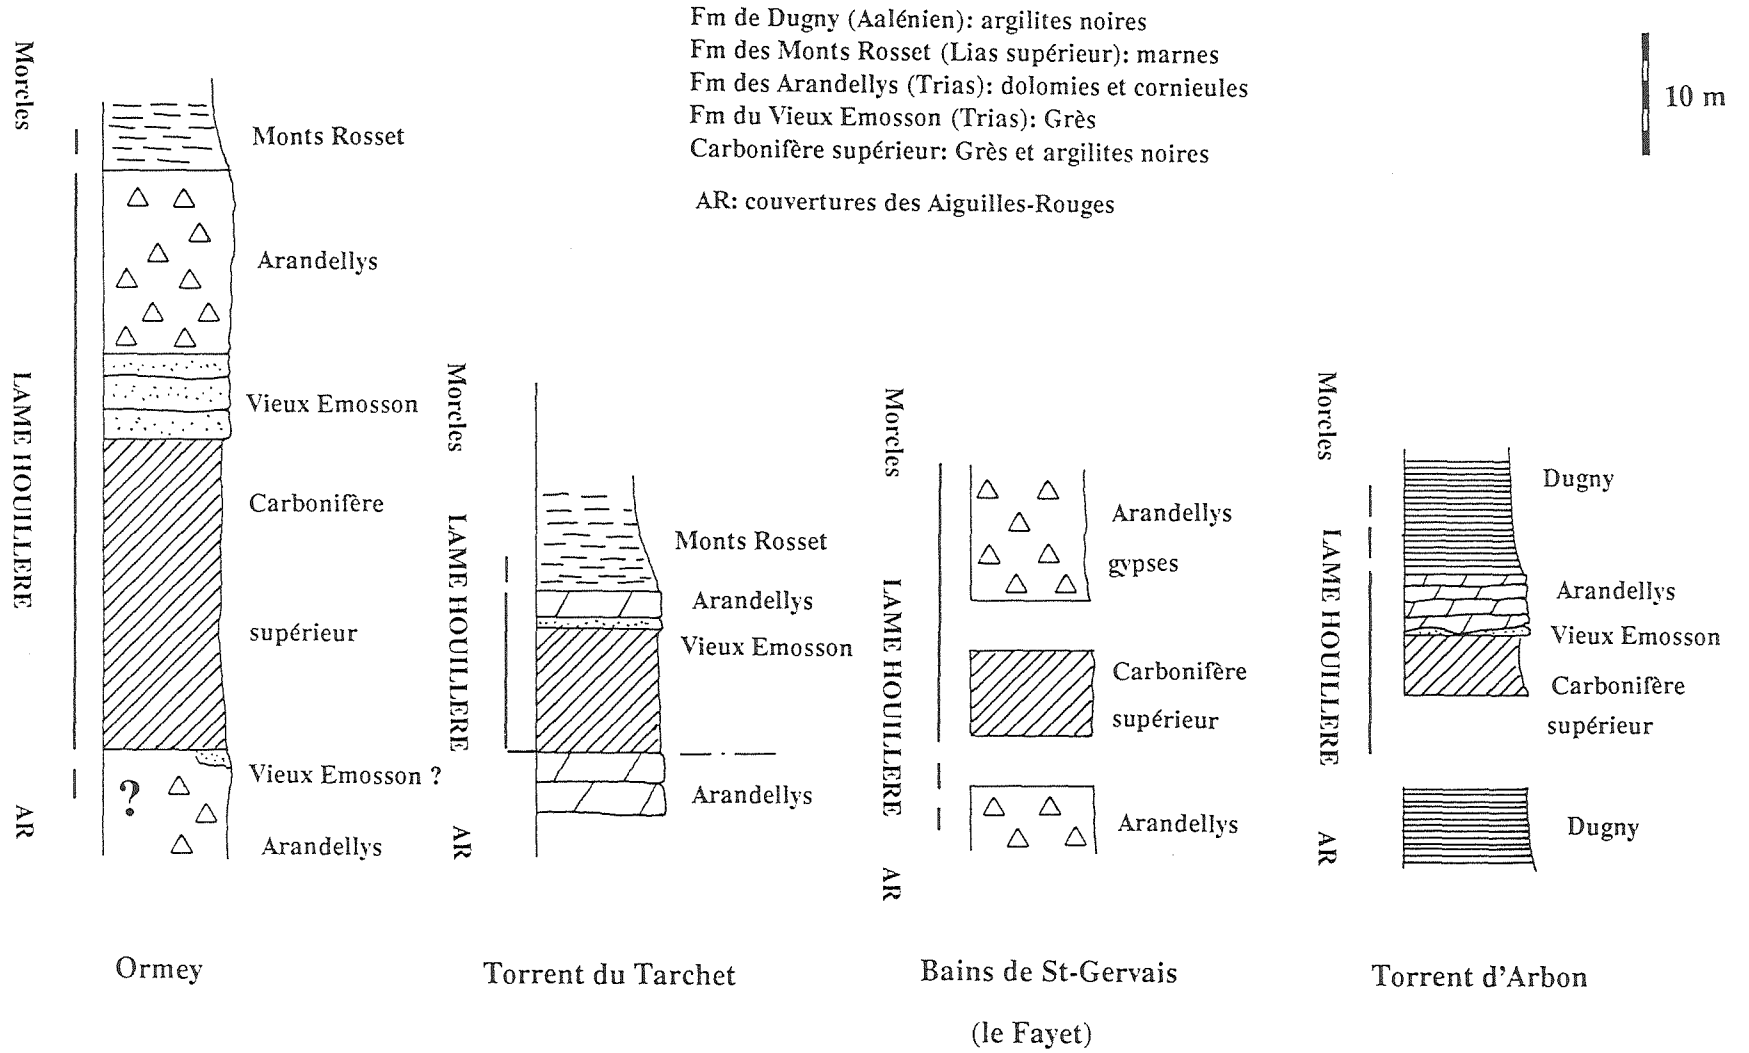 Fm de Dugny (Aalénien): argilites noires
Fm des Monts Rosset (Lias supérieur): marnes
Fm des Arandellys (Trias): dolomies et cornieules
Fm du Vieux Emosson (Trias): Grès
Carbonifère supérieur: Grès et argilites noires
AR: couvertures des Aiguilles-Rouges
10 m
Morcles
LAME HOUILLERE
AR
Monts Rosset
Arandellys
Vieux Emosson
Carbonifère
supérieur
Vieux Emosson ?
?
Arandellys
Ormey
Morcles
LAME HOUILLERE
AR
Monts Rosset
Arandellys
Vieux Emosson
Arandellys
Torrent du Tarchet
Morcles
LAME HOUILLERE
AR
Arandellys
gypses
Carbonifère
supérieur
Arandellys
Bains de St-Gervais
(le Fayet)
Morcles
LAME HOUILLERE
AR
Dugny
Arandellys
Vieux Emosson
Carbonifère
supérieur
Dugny
Torrent d'Arbon